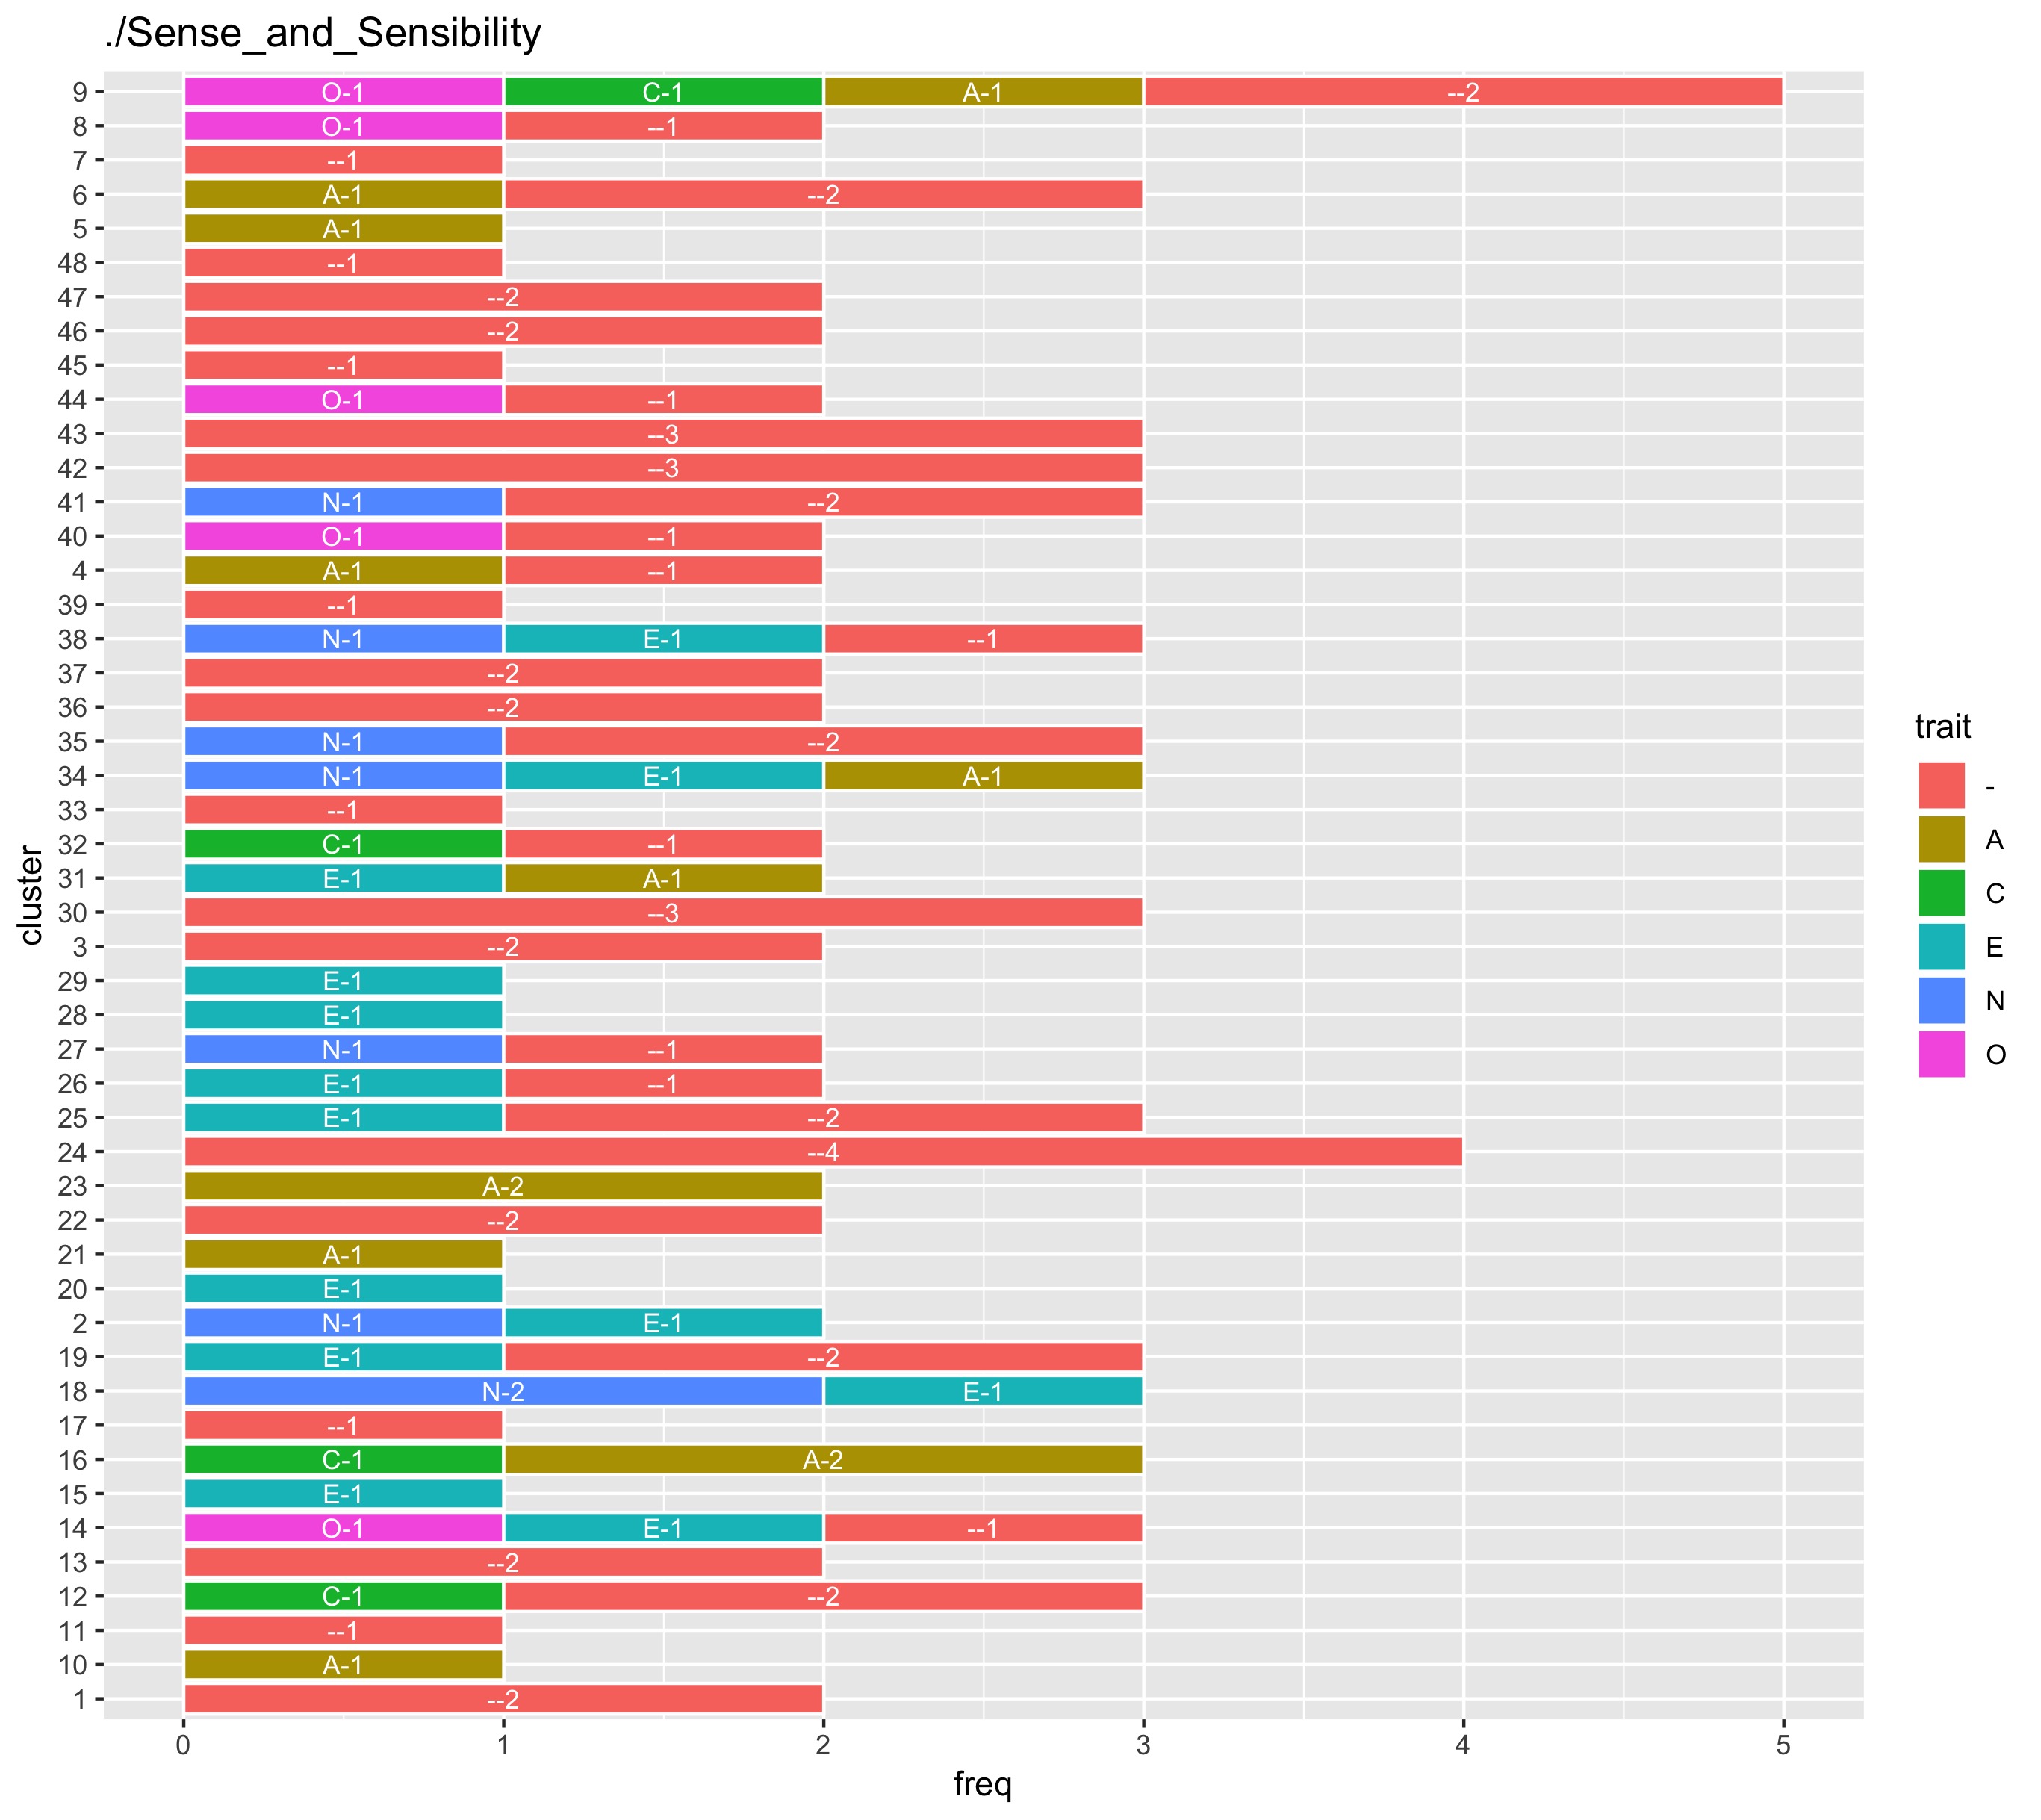 ./Sense_and_Sensibility
9 O-1 C-1 A-1 --2
8 O-1 --1
7 --1
6 A-1 --2
5 A-1
48 --1
47 --2
46 --2
45 --1
44 O-1 --1
43 --3
42 --3
41 N-1 --2
40 O-1 --1
4 A-1 --1
39 --1
38 N-1 E-1 --1
37 --2
36 --2
35 N-1 --2
34 N-1 E-1 A-1
33 --1
32 C-1 --1
31 E-1 A-1
30 --3
3 --2
29 E-1
28 E-1
27 N-1 --1
26 E-1 --1
25 E-1 --2
24 --4
23 A-2
22 --2
21 A-1
20 E-1
2 N-1 E-1
19 E-1 --2
18 N-2 E-1
17 --1
16 C-1 A-2
15 E-1
14 O-1 E-1 --1
13 --2
12 C-1 --2
11 --1
10 A-1
1 --2
0 1 2 3 4 5
freq
cluster
trait
-
A
C
E
N
O